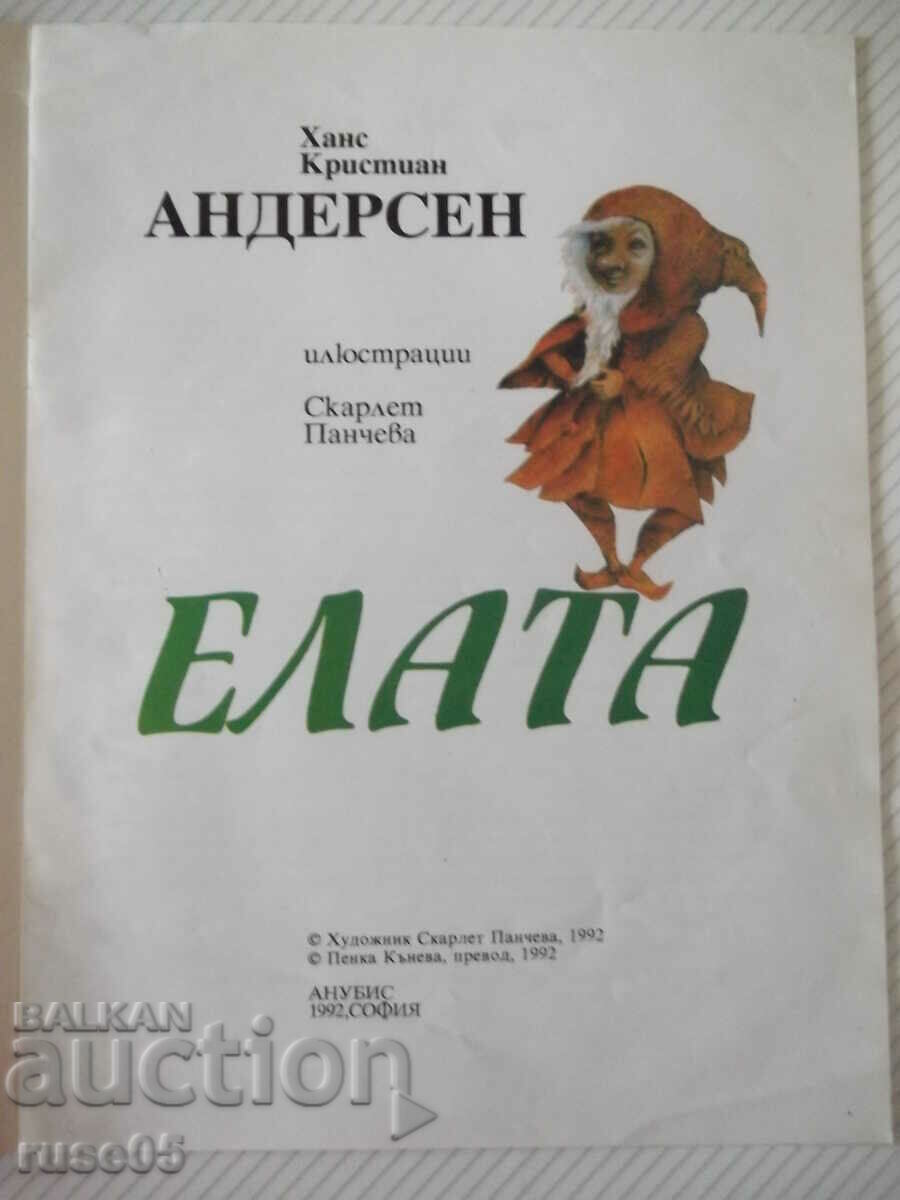 Ханс
Кристиан
АНДЕРСЕН
илюстрации
Скарлет
Панчева
ЕЛАТА
© Художник Скарлет Панчева, 1992
© Пенка Кънева, превод, 1992
АНУБИС
1992,СОФИЯ
BALKAN
auction
ruse05